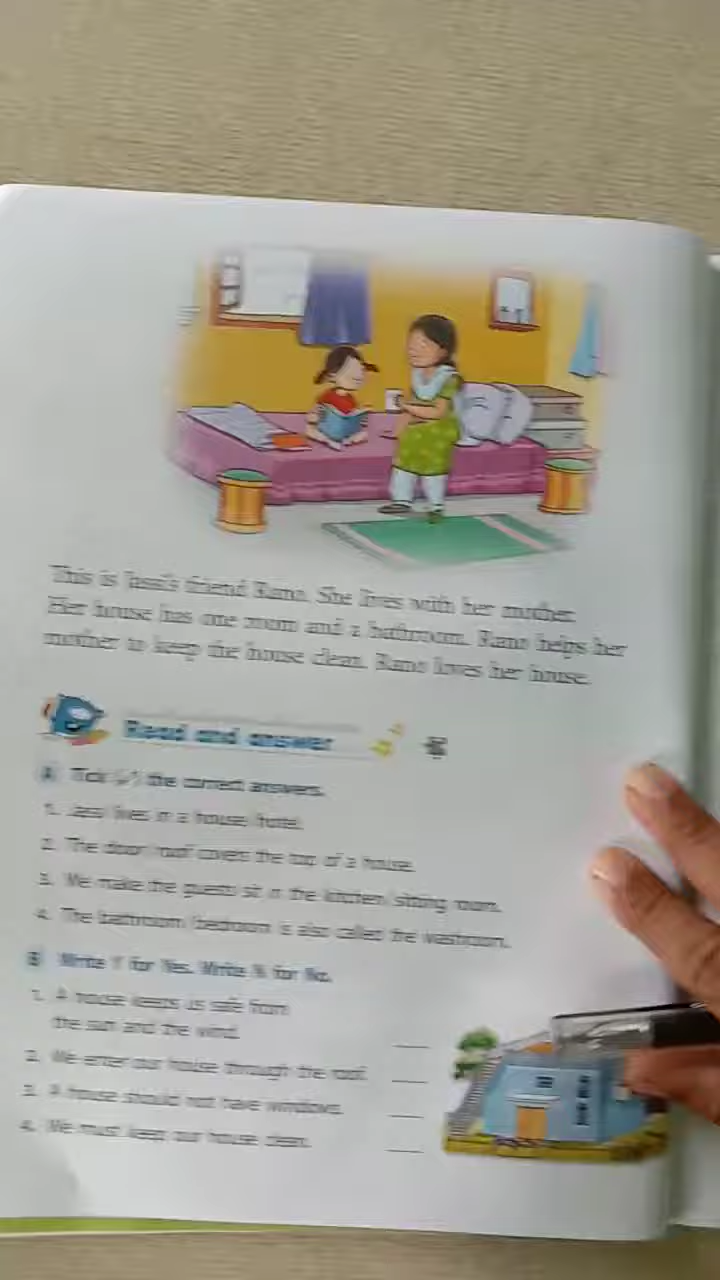 This is Jassi's friend Rano. She lives with her mother.
Her house has one room and a bathroom. Rano helps her
mother to keep the house clean. Rano loves her house.
Read and answer
A Tick (✓) the correct answers.
1. Jassi lives in a house/hotel.
2. The door/roof covers the top of a house.
3. We make the guests sit in the kitchen/sitting room.
4. The bathroom/bedroom is also called the washroom.
B Write Y for Yes. Write N for No.
1. A house keeps us safe from
the sun and the wind.
2. We enter our house through the roof.
3. A house should not have windows.
4. We must keep our house clean.